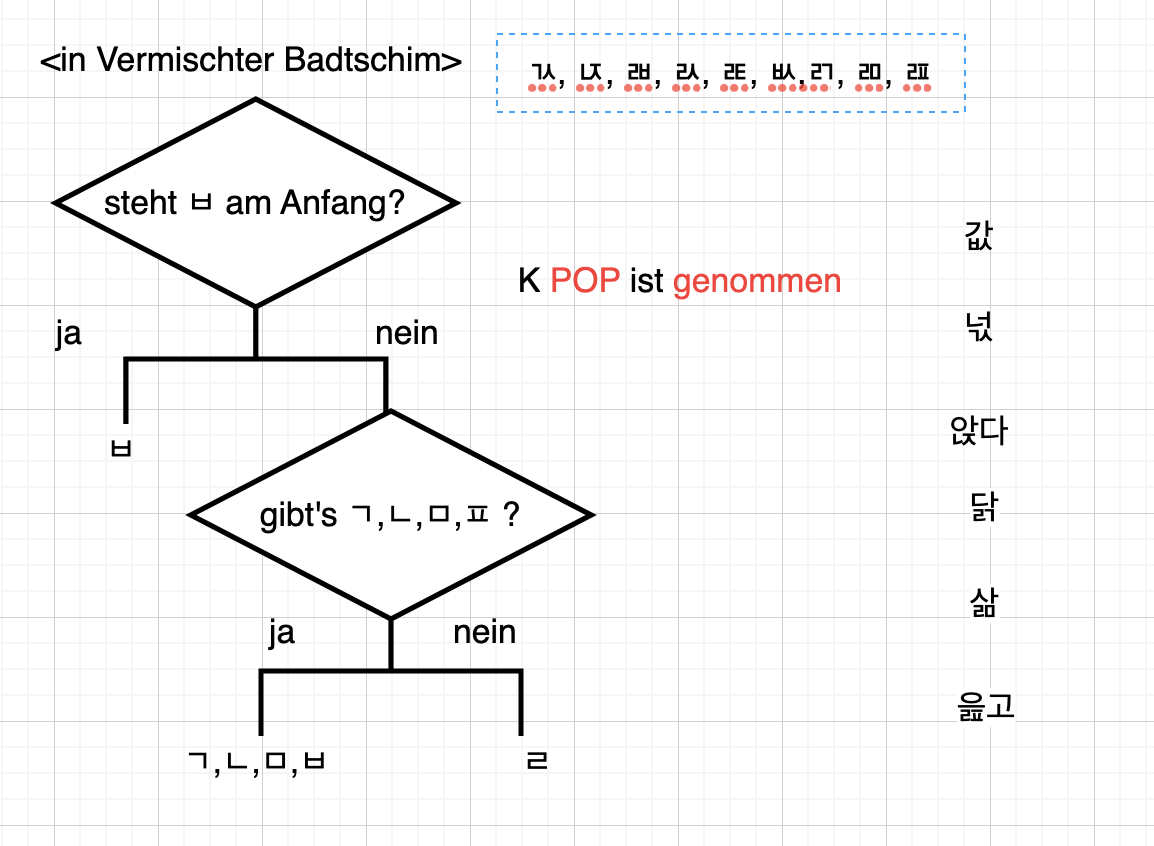 <in Vermischter Badtschim>
ㄳ, ㄵ, ㄼ, ㄽ, ㄾ, ㅄ,ㄺ, ㄻ, ㄿ
steht ㅂ am Anfang?
K POP ist genommen
ja
nein
ㅂ
gibt's ㄱ,ㄴ,ㅁ,ㅍ ?
ja
nein
ㄱ,ㄴ,ㅁ,ㅂ
ㄹ
값
넋
앉다
닭
삶
읊고